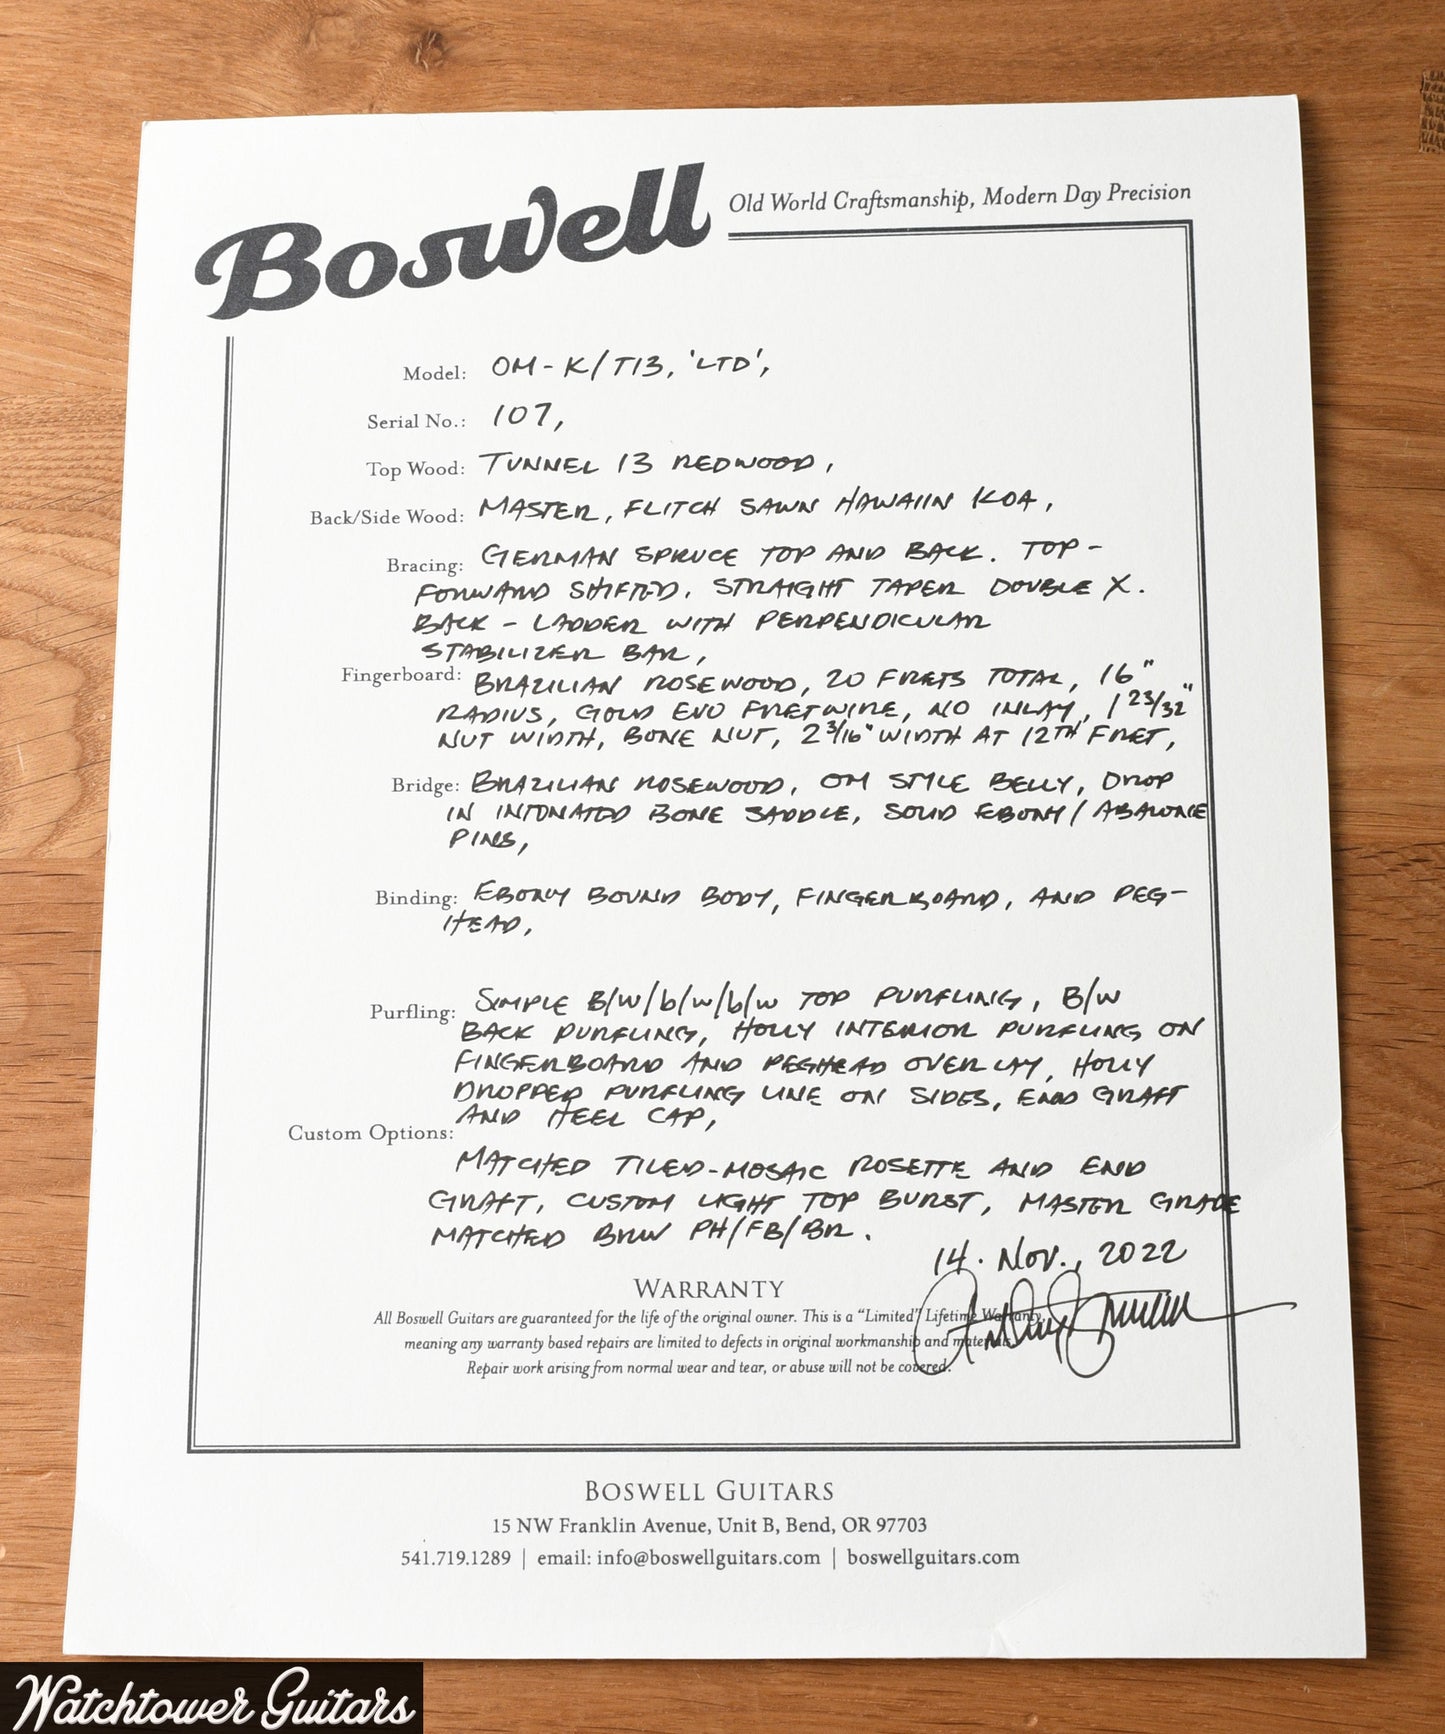 Boswell
Old World Craftsmanship, Modern Day Precision
Model: OM-K/T13, 'LTD',
Serial No.: 107,
Top Wood: TUNNEL 13 REDWOOD,
Back/Side Wood: MASTER, FLITCH SAWN HAWAIIN KOA,
Bracing: GERMAN SPRUCE TOP AND BACK. TOP-
FORWARD SHIFTED, STRAIGHT TAPER DOUBLE X.
BACK - LADDER WITH PERPENDICULAR
STABILIZER BAR,
Fingerboard: BRAZILIAN ROSEWOOD, 20 FRETS TOTAL, 16"
RADIUS, GOLD EVO FRETWIRE, NO INLAY, 1 23/32"
NUT WIDTH, BONE NUT, 2 3/16" WIDTH AT 12TH FRET,
Bridge: BRAZILIAN ROSEWOOD, OM STYLE BELLY, DROP
IN INTONATED BONE SADDLE, SOLID EBONY/ABALONE
PINS,
Binding: EBONY BOUND BODY, FINGERBOARD, AND PEG-
HEAD,
Purfling: SIMPLE B/W/b/w/b/w TOP PURFLING, B/W
BACK PURFLING, HOLLY INTERIOR PURFLING ON
FINGERBOARD AND PEGHEAD OVERLAY, HOLLY
DROPPED PURFLING LINE ON SIDES, END GRAFT
AND HEEL CAP,
Custom Options:
MATCHED TILED-MOSAIC ROSETTE AND END
GRAFT, CUSTOM LIGHT TOP BURST, MASTER GRADE
MATCHED BRW PH/FB/BR.
14. Nov., 2022
WARRANTY
All Boswell Guitars are guaranteed for the life of the original owner. This is a "Limited" Lifetime Warranty,
meaning any warranty based repairs are limited to defects in original workmanship and materials.
Repair work arising from normal wear and tear, or abuse will not be covered.
BOSWELL GUITARS
15 NW Franklin Avenue, Unit B, Bend, OR 97703
541.719.1289 | email: info@boswellguitars.com | boswellguitars.com
Watchtower Guitars